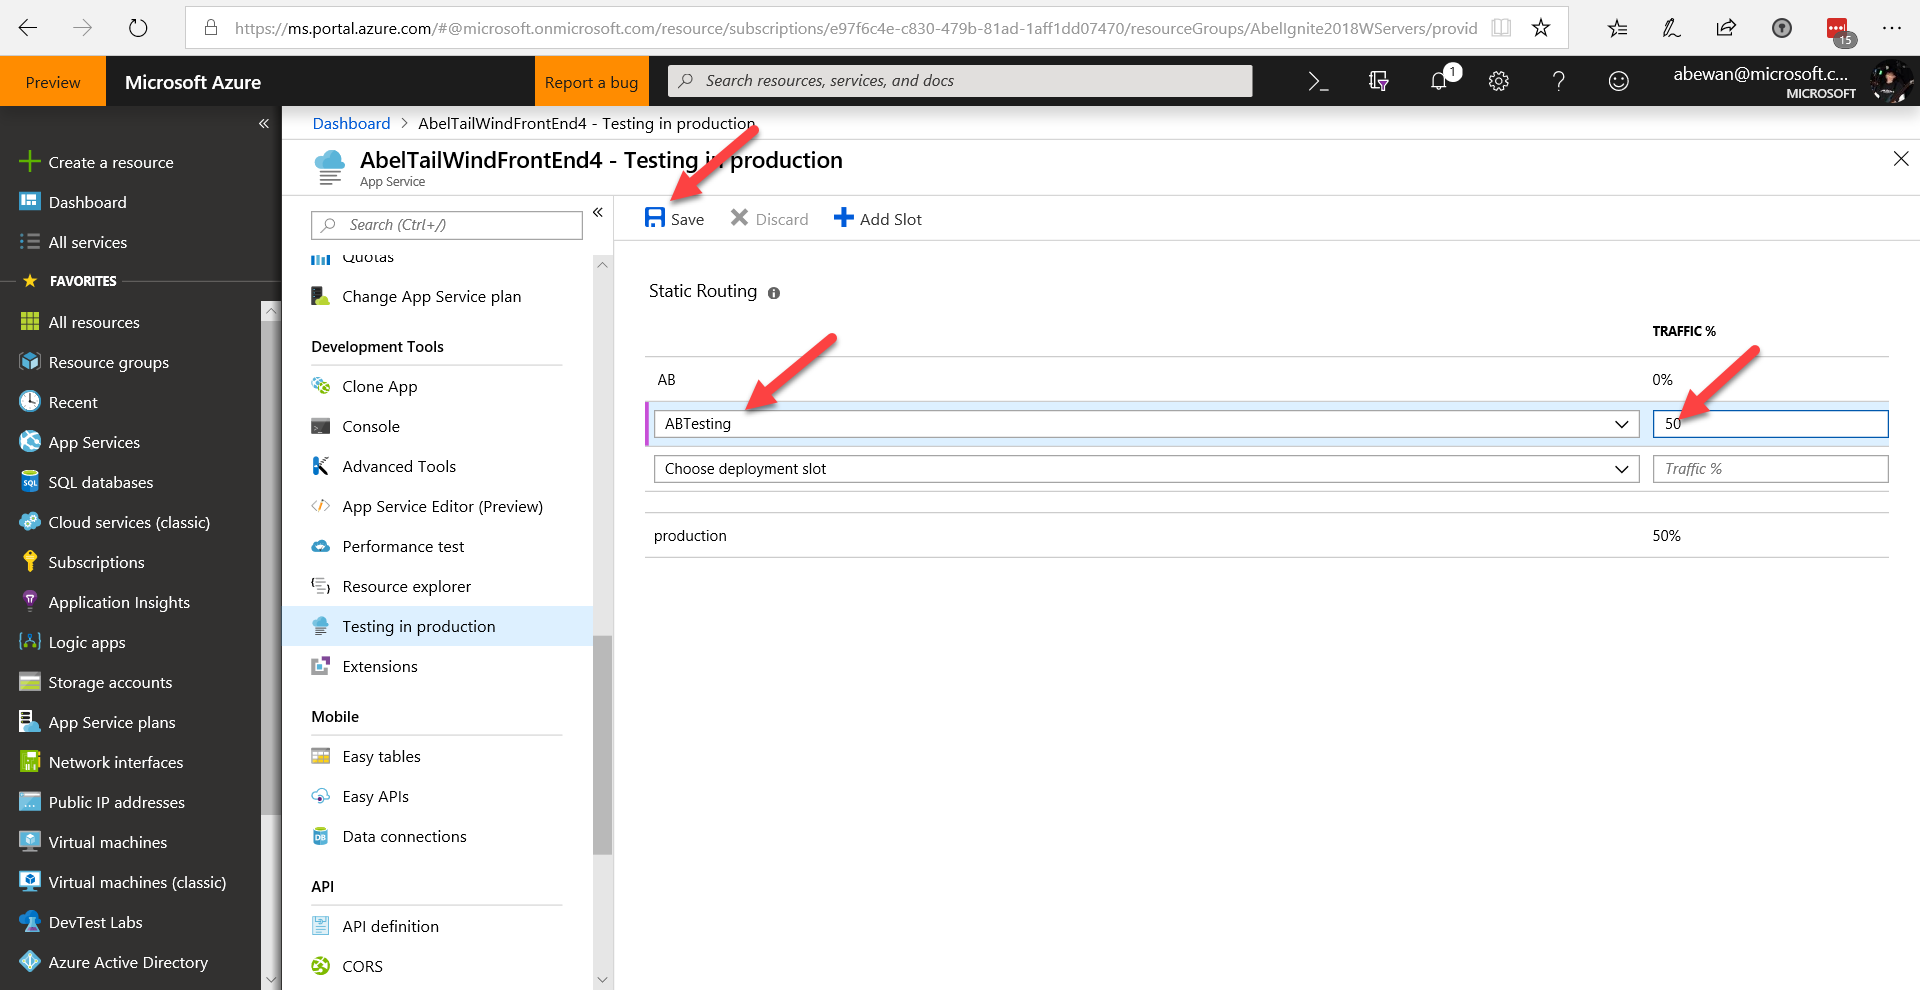 https://ms.portal.azure.com/#@microsoft.onmicrosoft.com/resource/subscriptions/e97f6c4e-c830-479b-81ad-1aff1dd07470/resourceGroups/AbelIgnite2018WServers/provid
15
Preview
Microsoft Azure
Report a bug
Search resources, services, and docs
1
abewan@microsoft.c...
MICROSOFT
Create a resource
Dashboard
All services
FAVORITES
All resources
Resource groups
Recent
App Services
SQL databases
Cloud services (classic)
Subscriptions
Application Insights
Logic apps
Storage accounts
App Service plans
Network interfaces
Public IP addresses
Virtual machines
Virtual machines (classic)
DevTest Labs
Azure Active Directory
Dashboard > AbelTailWindFrontEnd4 - Testing in production
AbelTailWindFrontEnd4 - Testing in production
App Service
Search (Ctrl+/)
Quotas
Change App Service plan
Development Tools
Clone App
Console
Advanced Tools
App Service Editor (Preview)
Performance test
Resource explorer
Testing in production
Extensions
Mobile
Easy tables
Easy APIs
Data connections
API
API definition
CORS
Save
Discard
Add Slot
Static Routing
TRAFFIC %
AB 0%
ABTesting 50
Choose deployment slot Traffic %
production 50%